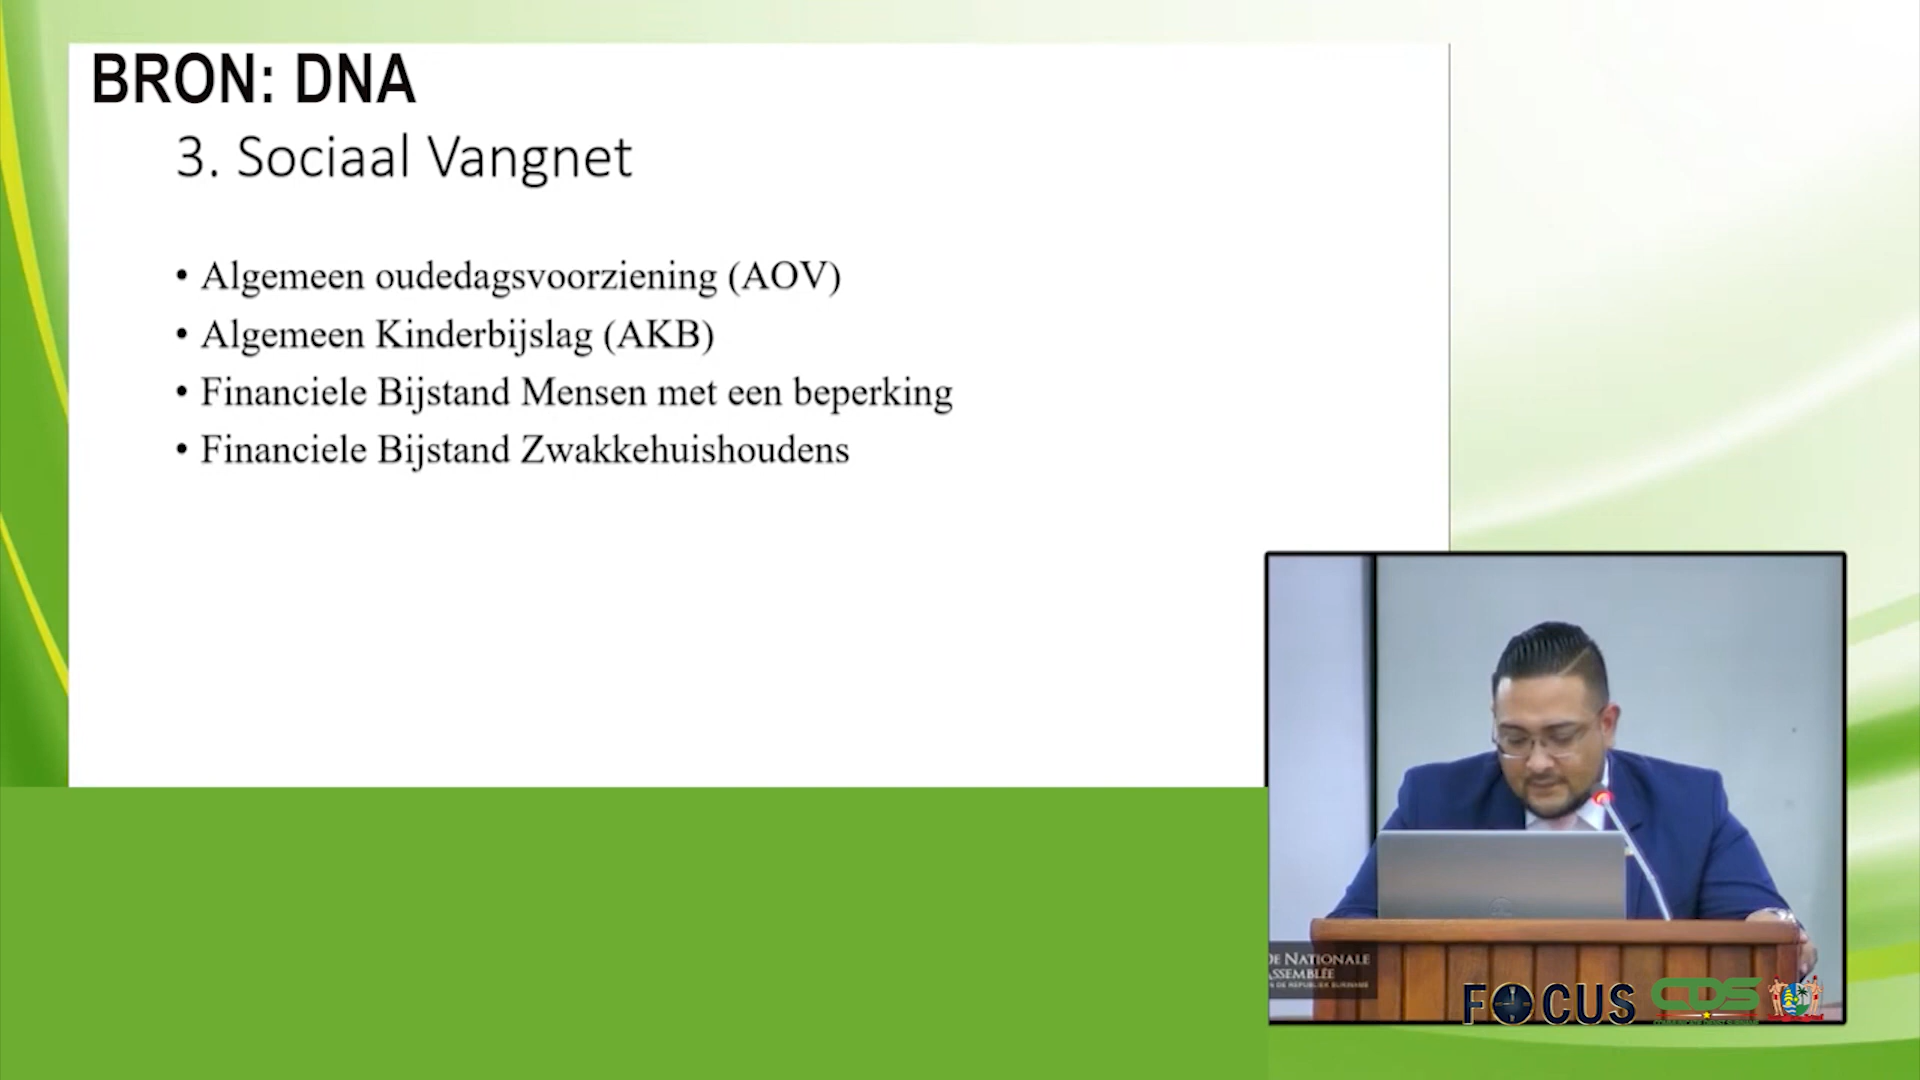 BRON: DNA
3. Sociaal Vangnet
• Algemeen oudedagsvoorziening (AOV)
• Algemeen Kinderbijslag (AKB)
• Financiele Bijstand Mensen met een beperking
• Financiele Bijstand Zwakkehuishoudens
DE NATIONALE
ASSEMBLÉE
FOCUS
CDS